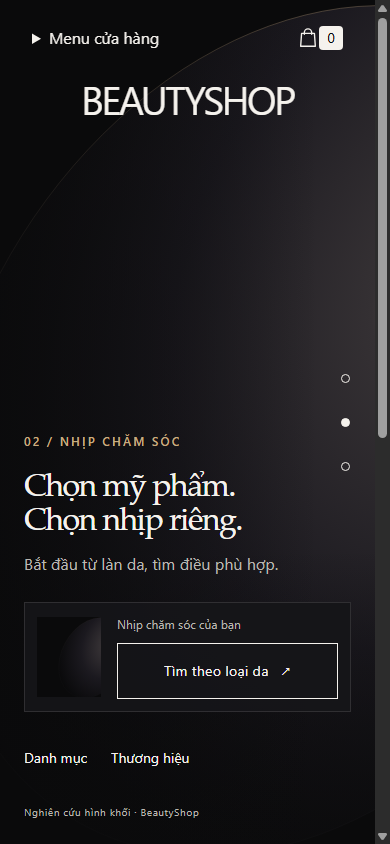 Menu cửa hàng
0
BEAUTYSHOP
02 / NHỊP CHĂM SÓC
Chọn mỹ phẩm.
Chọn nhịp riêng.
Bắt đầu từ làn da, tìm điều phù hợp.
Nhịp chăm sóc của bạn
Tìm theo loại da ↗
Danh mục Thương hiệu
Nghiên cứu hình khối · BeautyShop